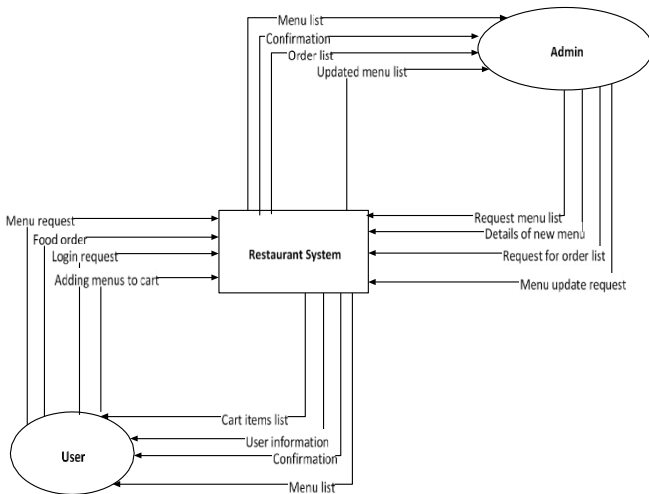 Menu list
Confirmation
Order list
Updated menu list
Admin
Menu request
Food order
Login request
Adding menus to cart
Restaurant System
Request menu list
Details of new menu
Request for order list
Menu update request
Cart items list
User information
Confirmation
Menu list
User